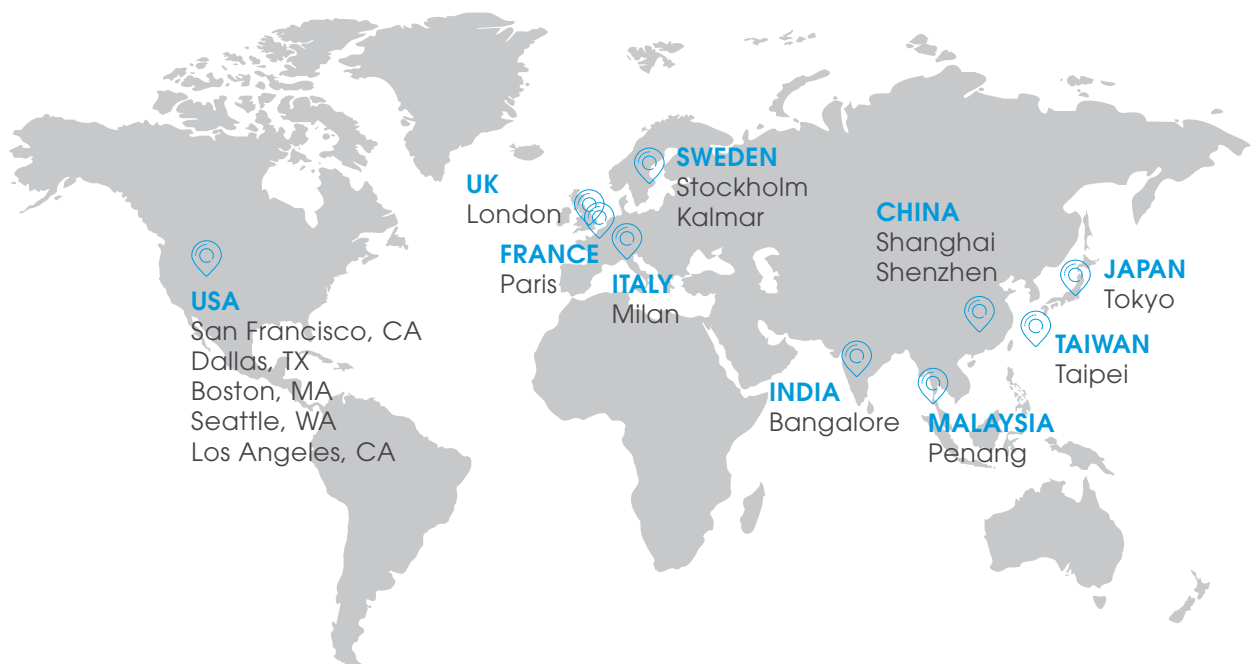 USA
San Francisco, CA
Dallas, TX
Boston, MA
Seattle, WA
Los Angeles, CA
UK
London
FRANCE
Paris
ITALY
Milan
SWEDEN
Stockholm
Kalmar
INDIA
Bangalore
CHINA
Shanghai
Shenzhen
MALAYSIA
Penang
TAIWAN
Taipei
JAPAN
Tokyo